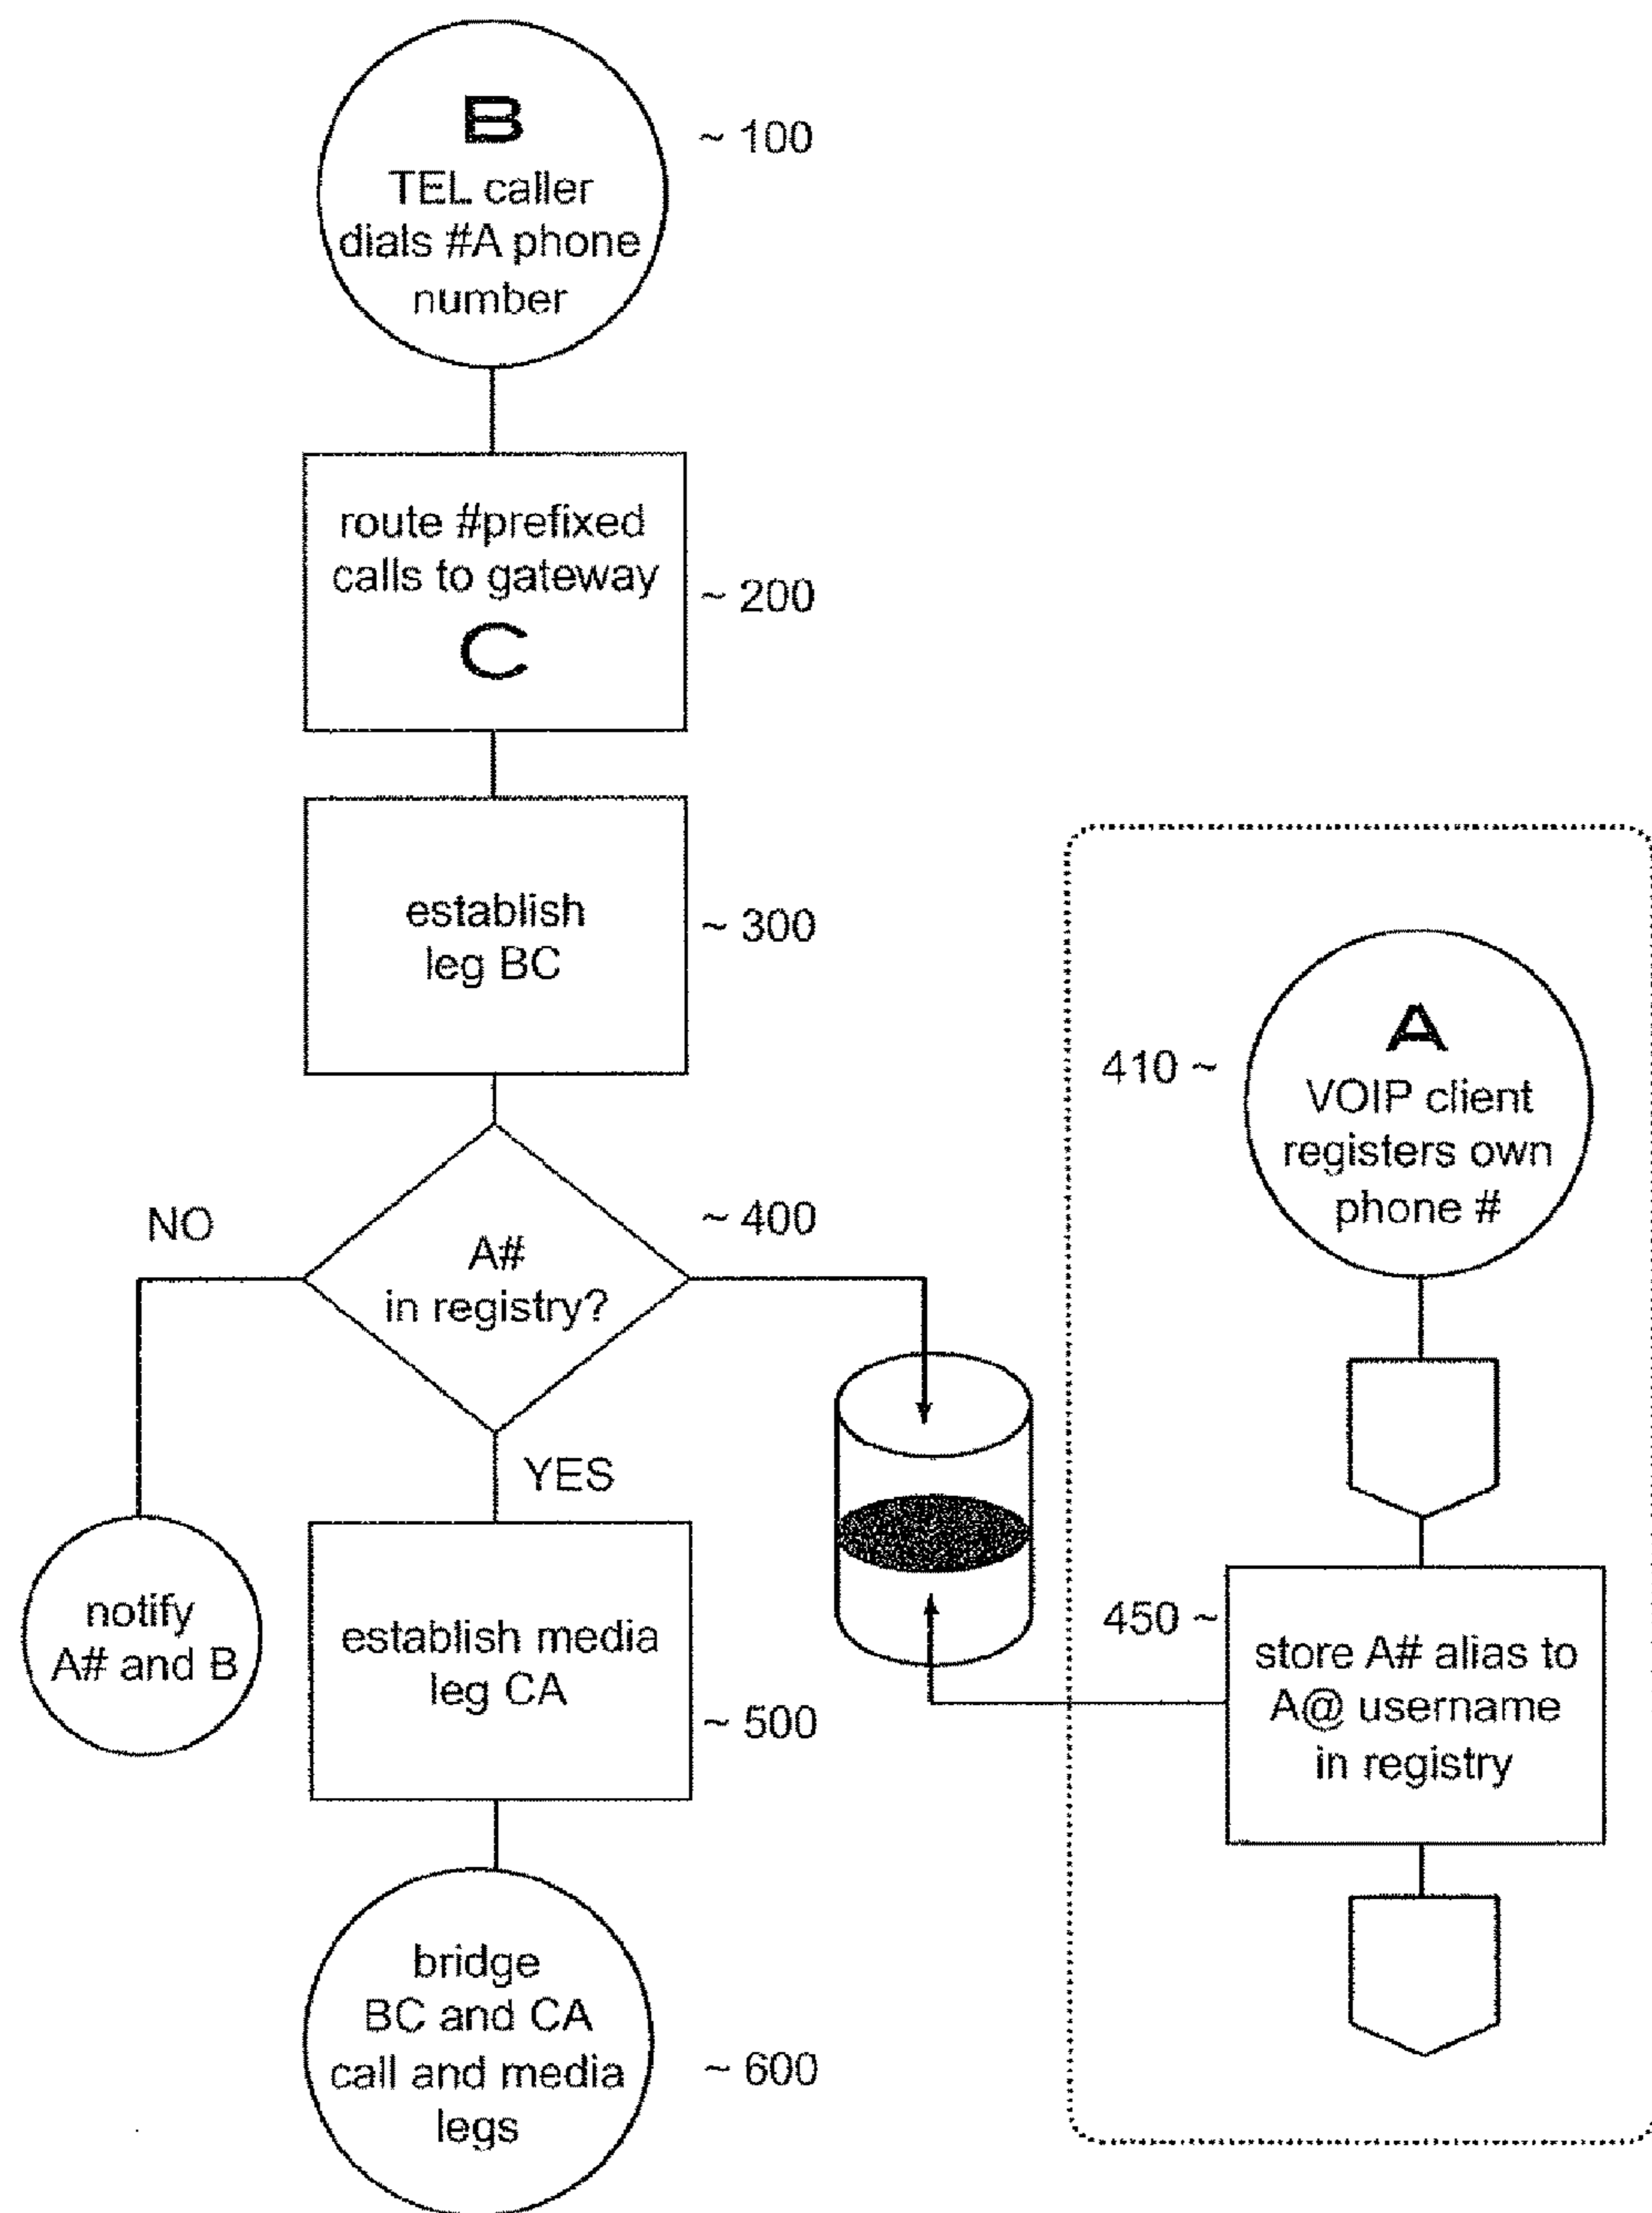 B
TEL caller
dials #A phone
number
~ 100
route #prefixed
calls to gateway
C
~ 200
establish
leg BC
~ 300
A#
in registry?
~ 400
NO
YES
notify
A# and B
establish media
leg CA
~ 500
bridge
BC and CA
call and media
legs
~ 600
410 ~
A
VOIP client
registers own
phone #
450 ~
store A# alias to
A@ username
in registry